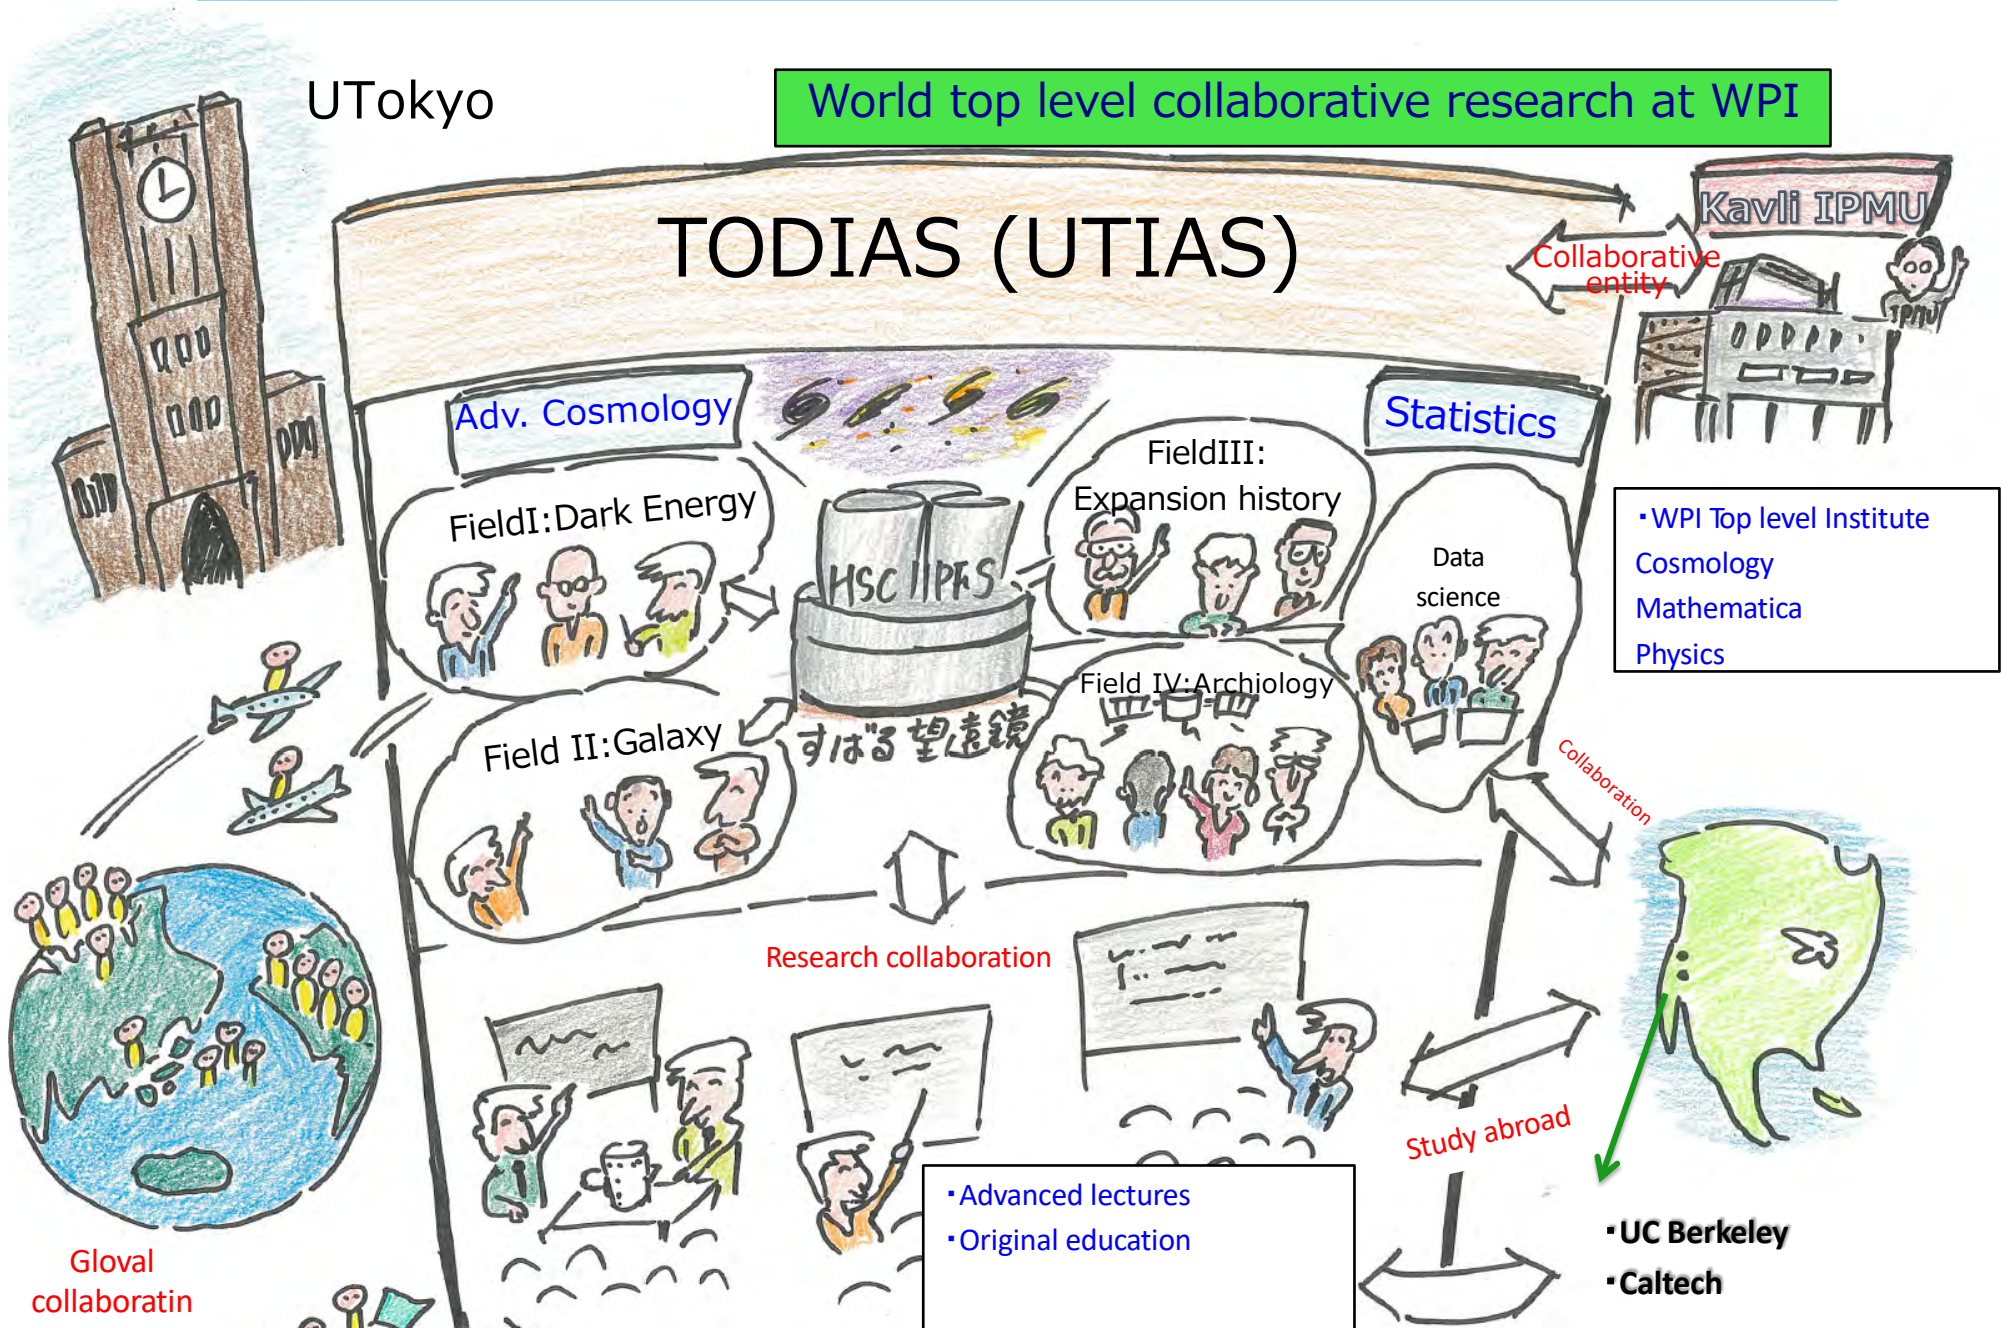 UTokyo
World top level collaborative research at WPI
TODIAS (UTIAS)
Kavli IPMU
Collaborative
entity
IPMU
Adv. Cosmology
Statistics
FieldI:Dark Energy
FieldIII:
Expansion history
HSC
PFS
Data
science
・WPI Top level Institute
Cosmology
Mathematica
Physics
Field II:Galaxy
すばる望遠鏡
Field IV:Archiology
Collaboration
Research collaboration
Study abroad
・Advanced lectures
・Original education
・UC Berkeley
・Caltech
Gloval
collaboratin